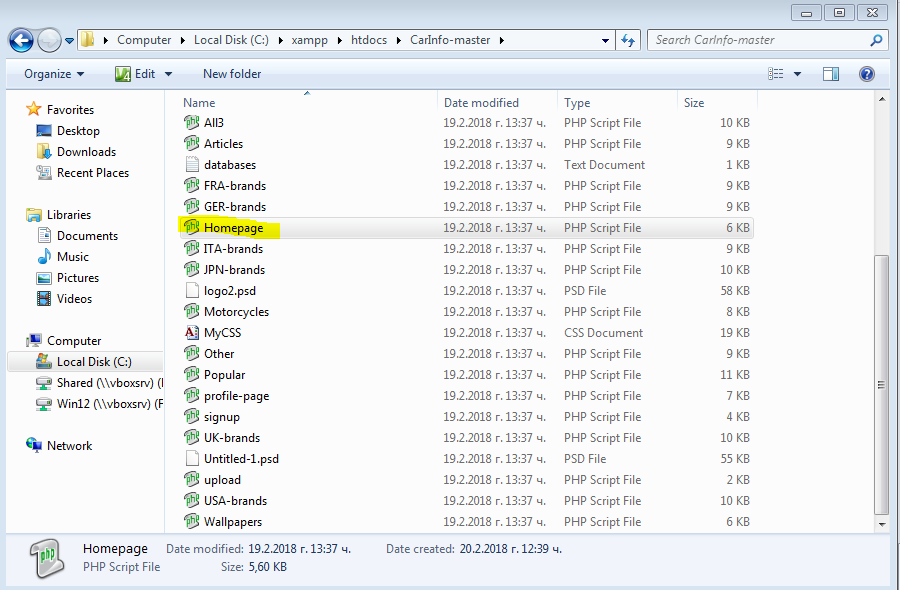 Computer Local Disk (C:) xampp htdocs CarInfo-master Search CarInfo-master
Organize Edit New folder
Favorites
Desktop
Downloads
Recent Places
Libraries
Documents
Music
Pictures
Videos
Computer
Local Disk (C:)
Shared (\\vboxsrv) (
Win12 (\\vboxsrv) (F
Network
Name Date modified Type Size
All3 19.2.2018 г. 13:37 ч. PHP Script File 10 KB
Articles 19.2.2018 г. 13:37 ч. PHP Script File 9 KB
databases 19.2.2018 г. 13:37 ч. Text Document 1 KB
FRA-brands 19.2.2018 г. 13:37 ч. PHP Script File 9 KB
GER-brands 19.2.2018 г. 13:37 ч. PHP Script File 9 KB
Homepage 19.2.2018 г. 13:37 ч. PHP Script File 6 KB
ITA-brands 19.2.2018 г. 13:37 ч. PHP Script File 9 KB
JPN-brands 19.2.2018 г. 13:37 ч. PHP Script File 10 KB
logo2.psd 19.2.2018 г. 13:37 ч. PSD File 58 KB
Motorcycles 19.2.2018 г. 13:37 ч. PHP Script File 8 KB
MyCSS 19.2.2018 г. 13:37 ч. CSS Document 19 KB
Other 19.2.2018 г. 13:37 ч. PHP Script File 9 KB
Popular 19.2.2018 г. 13:37 ч. PHP Script File 11 KB
profile-page 19.2.2018 г. 13:37 ч. PHP Script File 7 KB
signup 19.2.2018 г. 13:37 ч. PHP Script File 4 KB
UK-brands 19.2.2018 г. 13:37 ч. PHP Script File 10 KB
Untitled-1.psd 19.2.2018 г. 13:37 ч. PSD File 55 KB
upload 19.2.2018 г. 13:37 ч. PHP Script File 2 KB
USA-brands 19.2.2018 г. 13:37 ч. PHP Script File 10 KB
Wallpapers 19.2.2018 г. 13:37 ч. PHP Script File 6 KB
Homepage Date modified: 19.2.2018 г. 13:37 ч. Date created: 20.2.2018 г. 12:39 ч.
PHP Script File Size: 5,60 KB